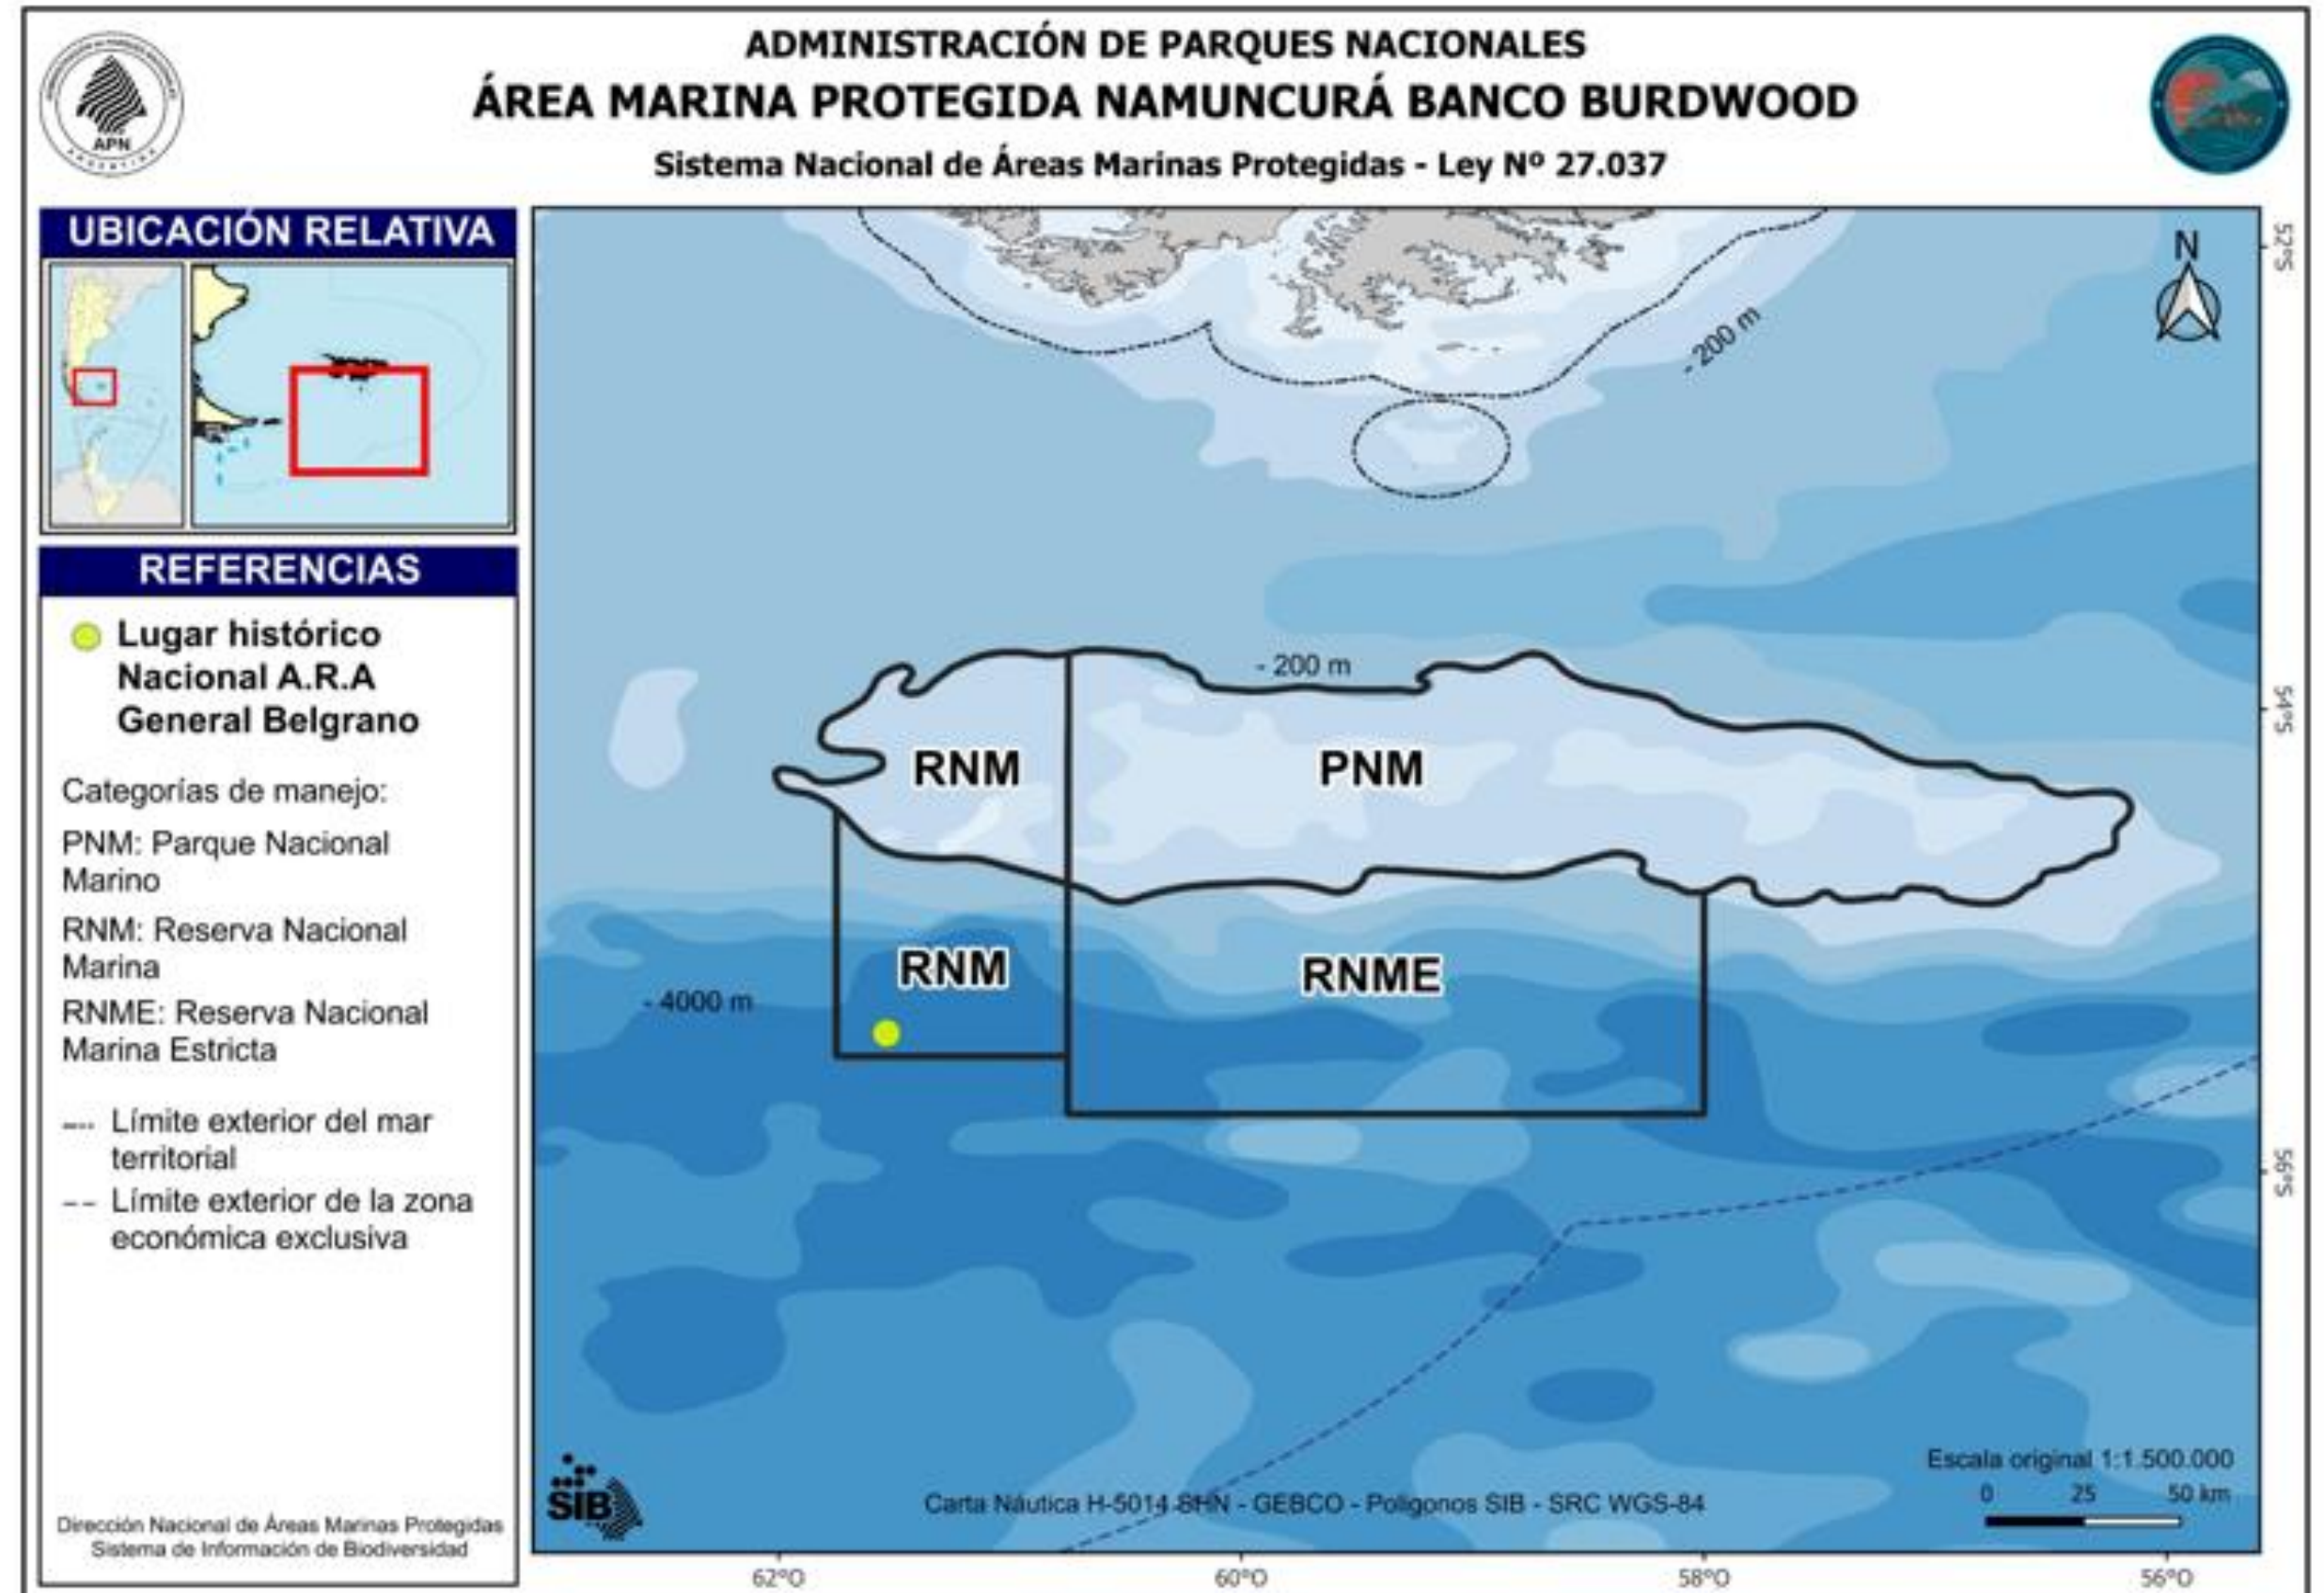 ADMINISTRACIÓN DE PARQUES NACIONALES
ÁREA MARINA PROTEGIDA NAMUNCURÁ BANCO BURDWOOD
Sistema Nacional de Áreas Marinas Protegidas - Ley Nº 27.037
APN
UBICACIÓN RELATIVA
REFERENCIAS
Lugar histórico
Nacional A.R.A
General Belgrano
Categorías de manejo:
PNM: Parque Nacional
Marino
RNM: Reserva Nacional
Marina
RNME: Reserva Nacional
Marina Estricta
Límite exterior del mar
territorial
Límite exterior de la zona
económica exclusiva
Dirección Nacional de Áreas Marinas Protegidas
Sistema de Información de Biodiversidad
N
52°S
- 200 m
- 200 m
54°S
RNM
PNM
RNM
RNME
- 4000 m
56°S
Escala original 1:1.500.000
0 25 50 km
SIB
Carta Náutica H-5014 SHN - GEBCO - Poligonos SIB - SRC WGS-84
62°O 60°O 58°O 56°O